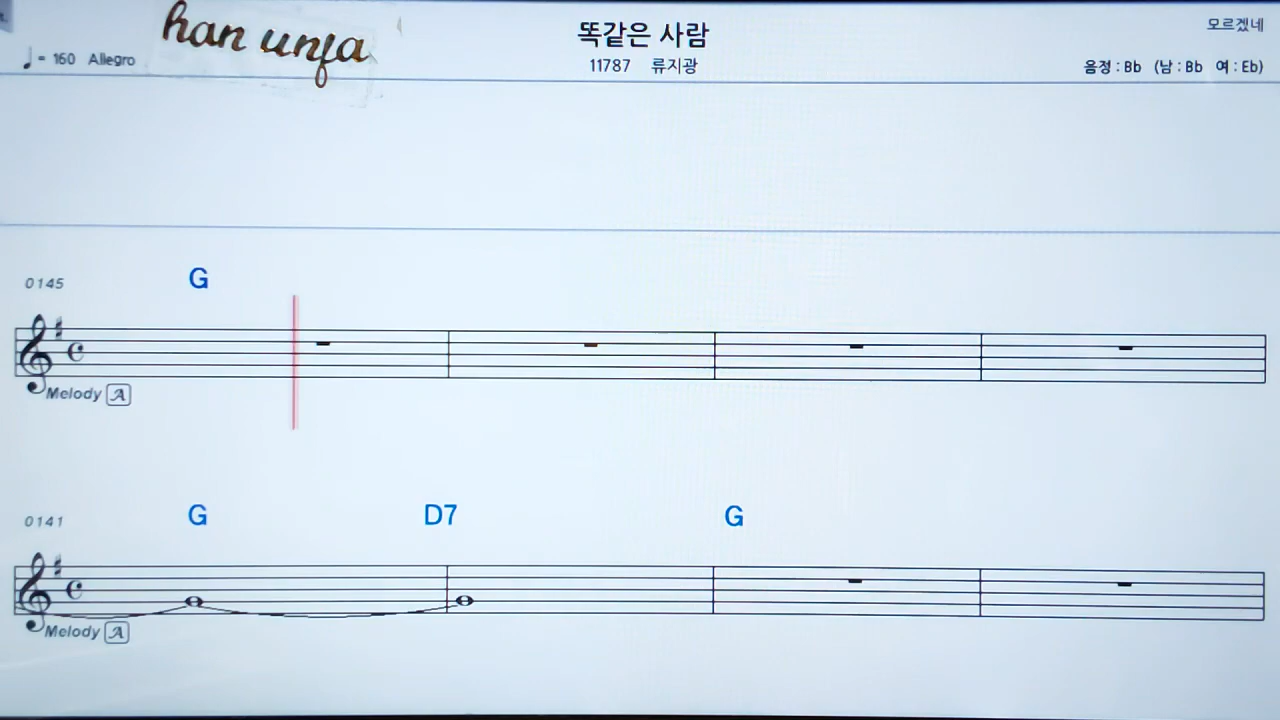 han unja
똑같은 사람
모르겠네
♩ = 160 Allegro
11787 류지광
음정 : Bb (남 : Bb 여 : Eb)
0145 G
Melody A
0141 G D7 G
Melody A